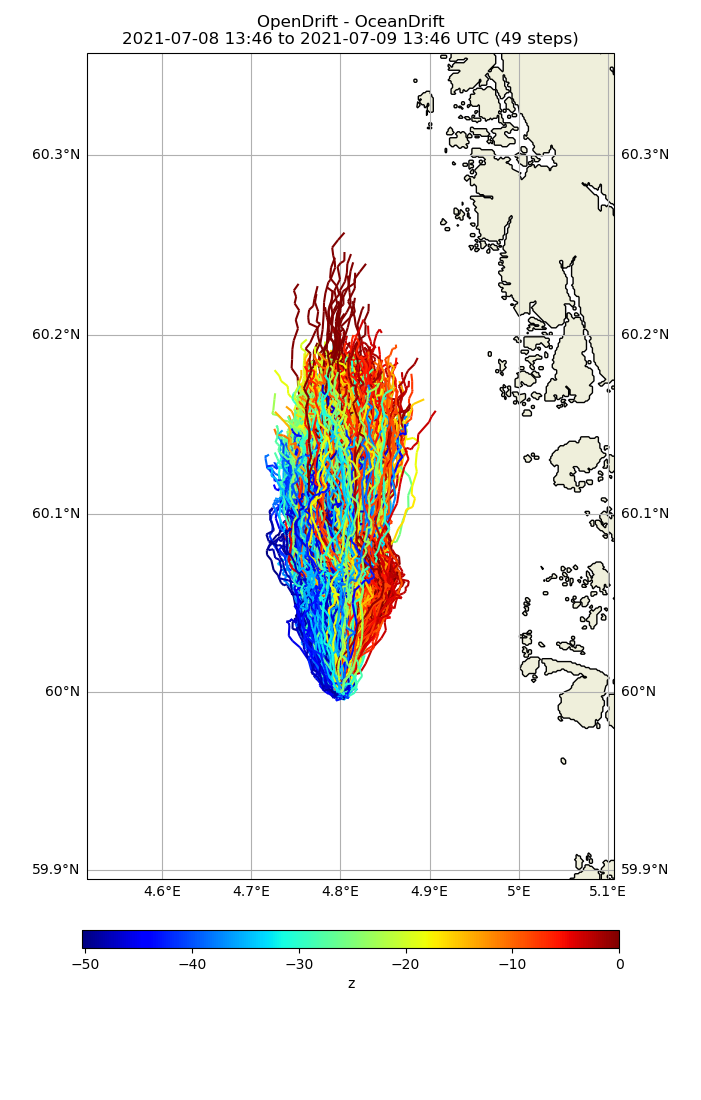 OpenDrift - OceanDrift
2021-07-08 13:46 to 2021-07-09 13:46 UTC (49 steps)
60.3°N 60.3°N
60.2°N 60.2°N
60.1°N 60.1°N
60°N 60°N
59.9°N 59.9°N
4.6°E 4.7°E 4.8°E 4.9°E 5°E 5.1°E
−50 −40 −30 −20 −10 0
z